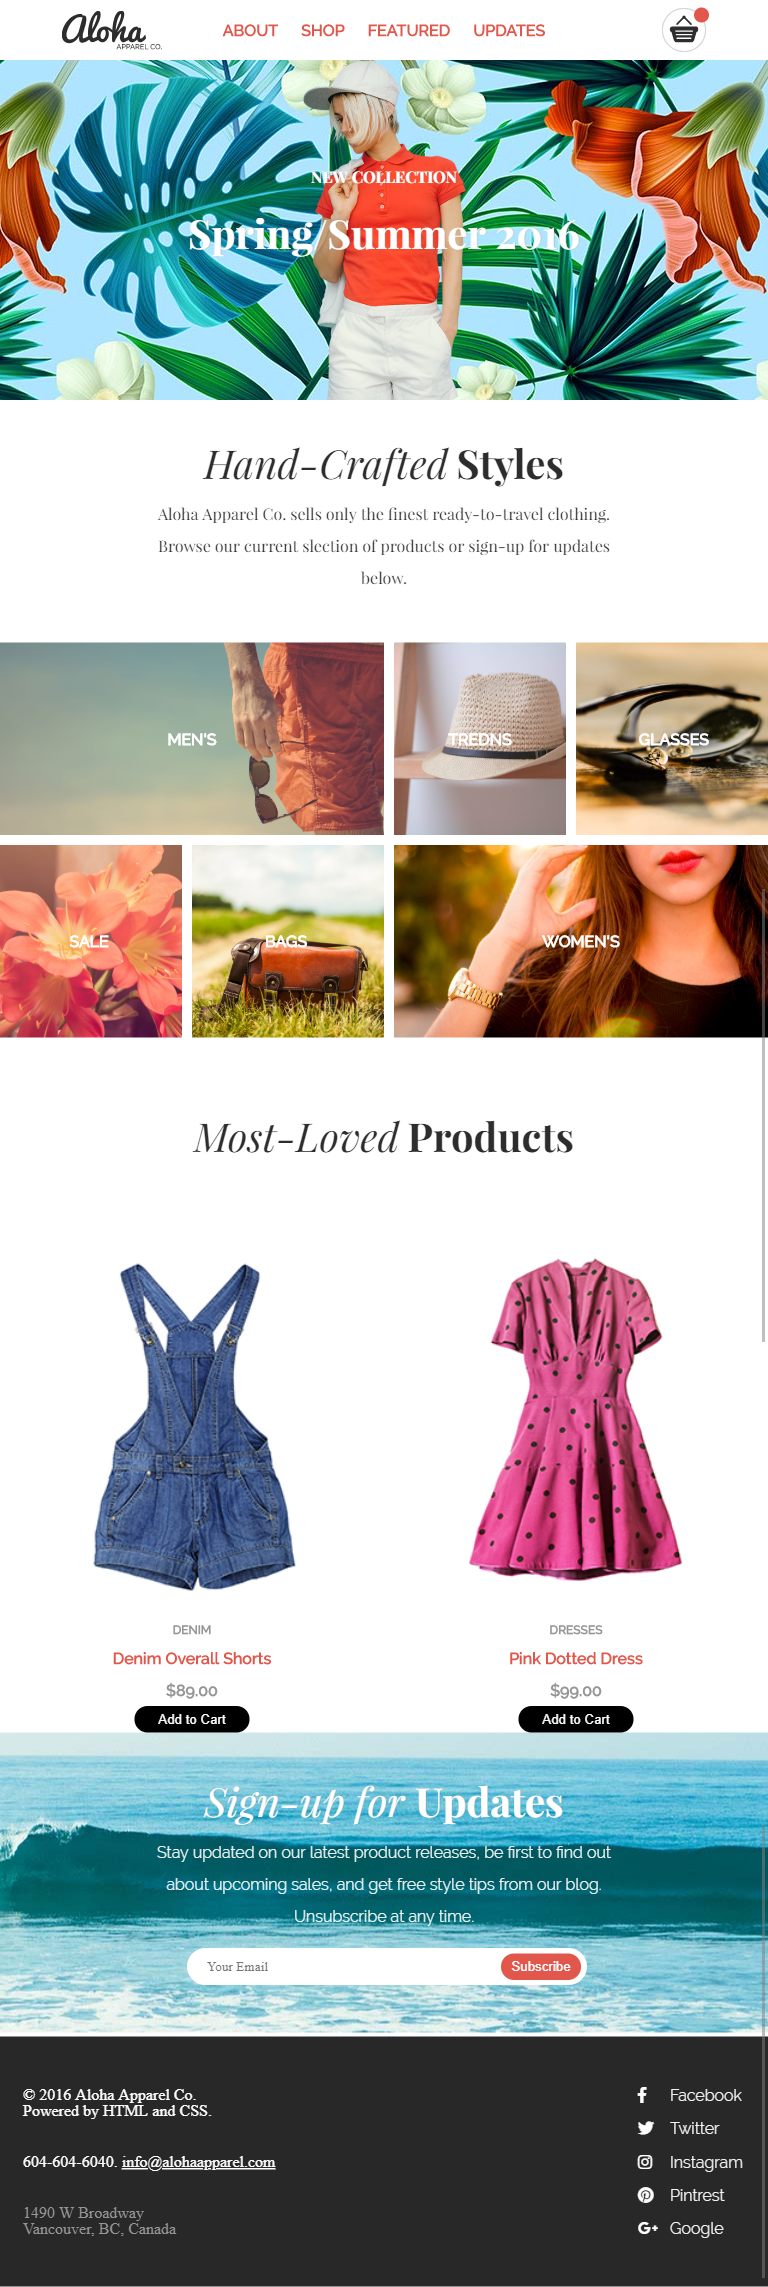 Aloha
APPAREL CO.
ABOUT SHOP FEATURED UPDATES
NEW COLLECTION
Spring/Summer 2016
Hand-Crafted Styles
Aloha Apparel Co. sells only the finest ready-to-travel clothing.
Browse our current slection of products or sign-up for updates
below.
MEN'S
TREDNS
GLASSES
SALE
BAGS
WOMEN'S
Most-Loved Products
DENIM
Denim Overall Shorts
$89.00
Add to Cart
DRESSES
Pink Dotted Dress
$99.00
Add to Cart
Sign-up for Updates
Stay updated on our latest product releases, be first to find out
about upcoming sales, and get free style tips from our blog.
Unsubscribe at any time.
Your Email
Subscribe
© 2016 Aloha Apparel Co.
Powered by HTML and CSS.
604-604-6040. info@alohaapparel.com
1490 W Broadway
Vancouver, BC, Canada
Facebook
Twitter
Instagram
Pintrest
Google